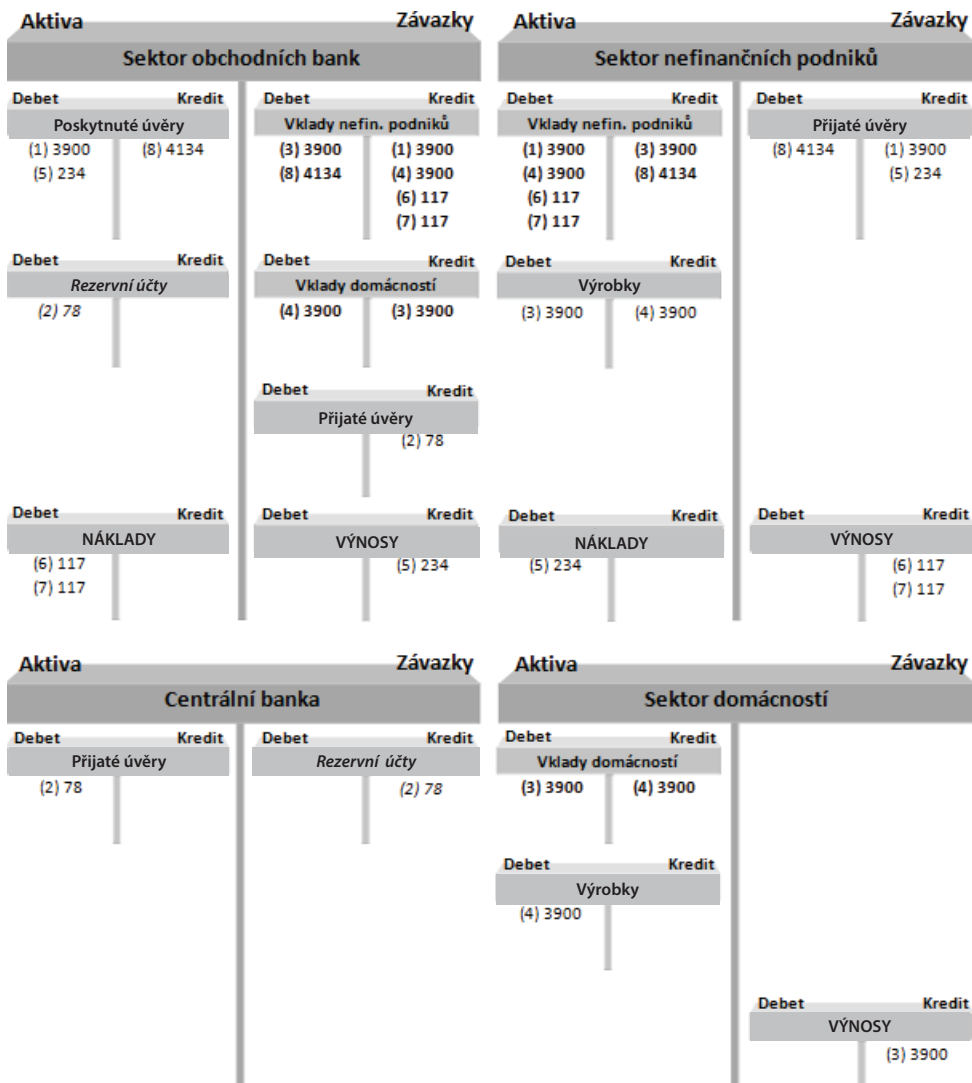 Aktiva Závazky
Sektor obchodních bank
Debet Kredit
Poskytnuté úvěry
(1) 3900 (8) 4134
(5) 234
Debet Kredit
Vklady nefin. podniků
(3) 3900 (1) 3900
(8) 4134 (4) 3900
(6) 117
(7) 117
Debet Kredit
Rezervní účty
(2) 78
Debet Kredit
Vklady domácností
(4) 3900 (3) 3900
Debet Kredit
Přijaté úvěry
(2) 78
Debet Kredit
NÁKLADY
(6) 117
(7) 117
Debet Kredit
VÝNOSY
(5) 234
Aktiva Závazky
Sektor nefinančních podniků
Debet Kredit
Vklady nefin. podniků
(1) 3900 (3) 3900
(4) 3900 (8) 4134
(6) 117
(7) 117
Debet Kredit
Přijaté úvěry
(8) 4134 (1) 3900
(5) 234
Debet Kredit
Výrobky
(3) 3900 (4) 3900
Debet Kredit
NÁKLADY
(5) 234
Debet Kredit
VÝNOSY
(6) 117
(7) 117
Aktiva Závazky
Centrální banka
Debet Kredit
Přijaté úvěry
(2) 78
Debet Kredit
Rezervní účty
(2) 78
Aktiva Závazky
Sektor domácností
Debet Kredit
Vklady domácností
(3) 3900 (4) 3900
Debet Kredit
Výrobky
(4) 3900
Debet Kredit
VÝNOSY
(3) 3900